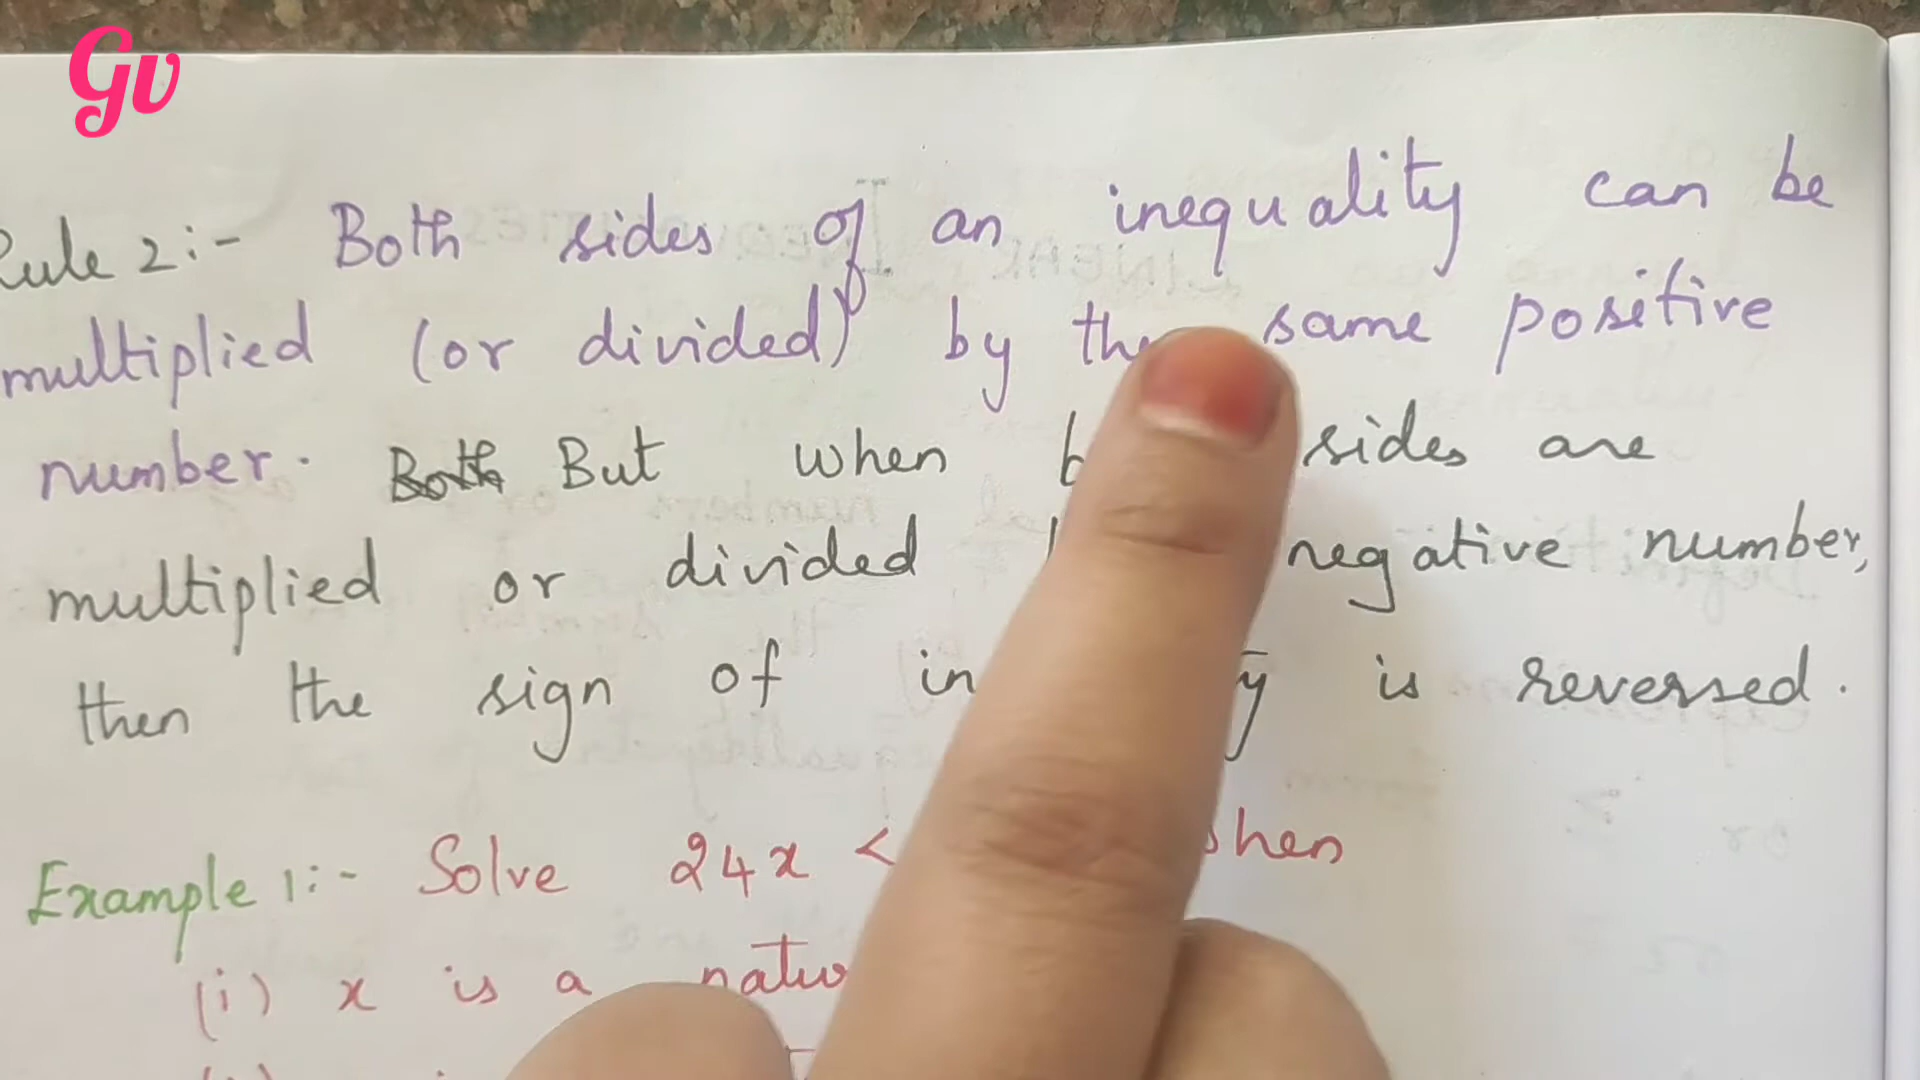 Gv
Rule 2:- Both sides of an inequality can be
multiplied (or divided) by the same positive
number. Both But when sides are
multiplied or divided negative number,
then the sign of is reversed.
Example 1:- Solve 24x < when
(i) x is a